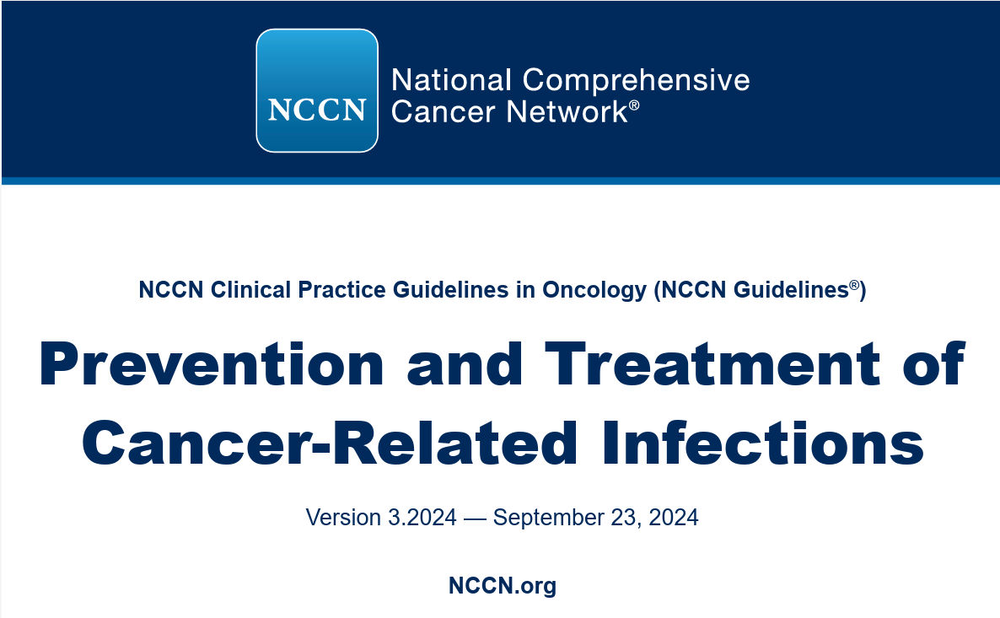 NCCN
National Comprehensive
Cancer Network®
NCCN Clinical Practice Guidelines in Oncology (NCCN Guidelines®)
Prevention and Treatment of
Cancer-Related Infections
Version 3.2024 — September 23, 2024
NCCN.org